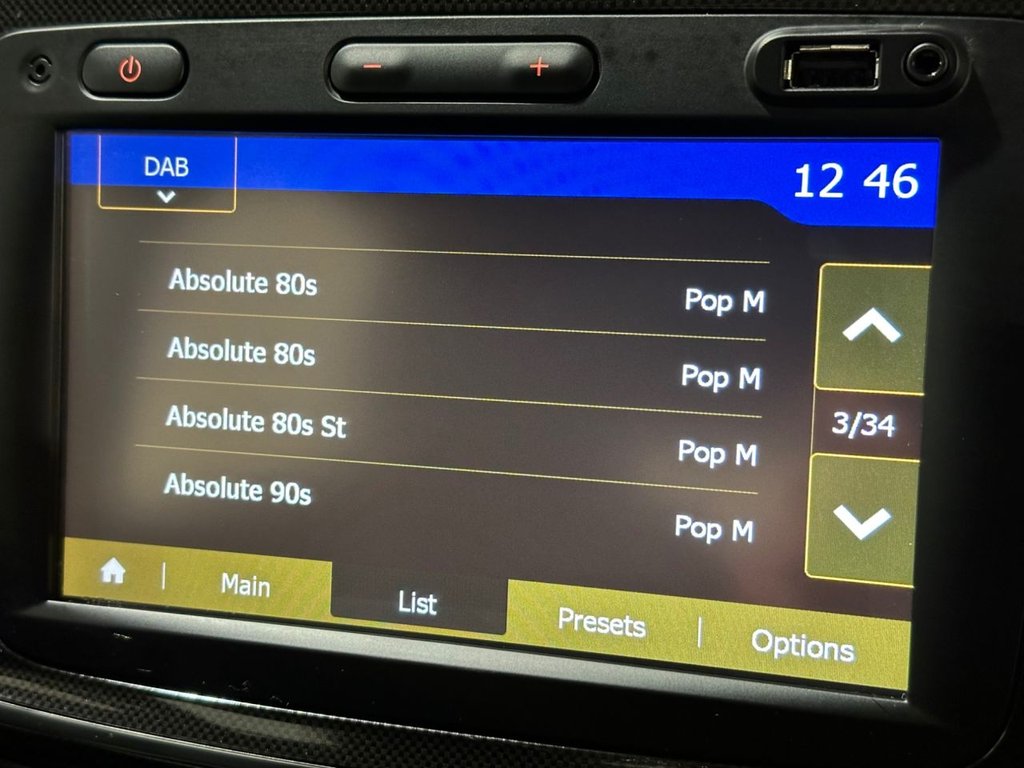 DAB
12 46
Absolute 80s Pop M
Absolute 80s Pop M
Absolute 80s St Pop M
Absolute 90s Pop M
3/34
Main List Presets Options